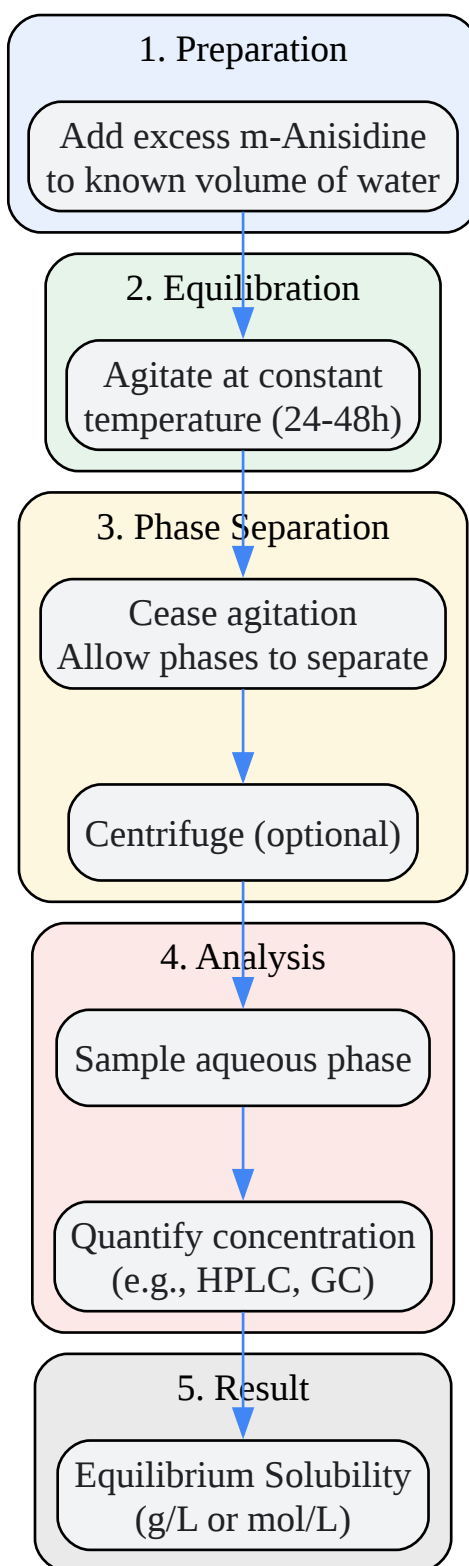 1. Preparation
Add excess m-Anisidine
to known volume of water
2. Equilibration
Agitate at constant
temperature (24-48h)
3. Phase Separation
Cease agitation
Allow phases to separate
Centrifuge (optional)
4. Analysis
Sample aqueous phase
Quantify concentration
(e.g., HPLC, GC)
5. Result
Equilibrium Solubility
(g/L or mol/L)